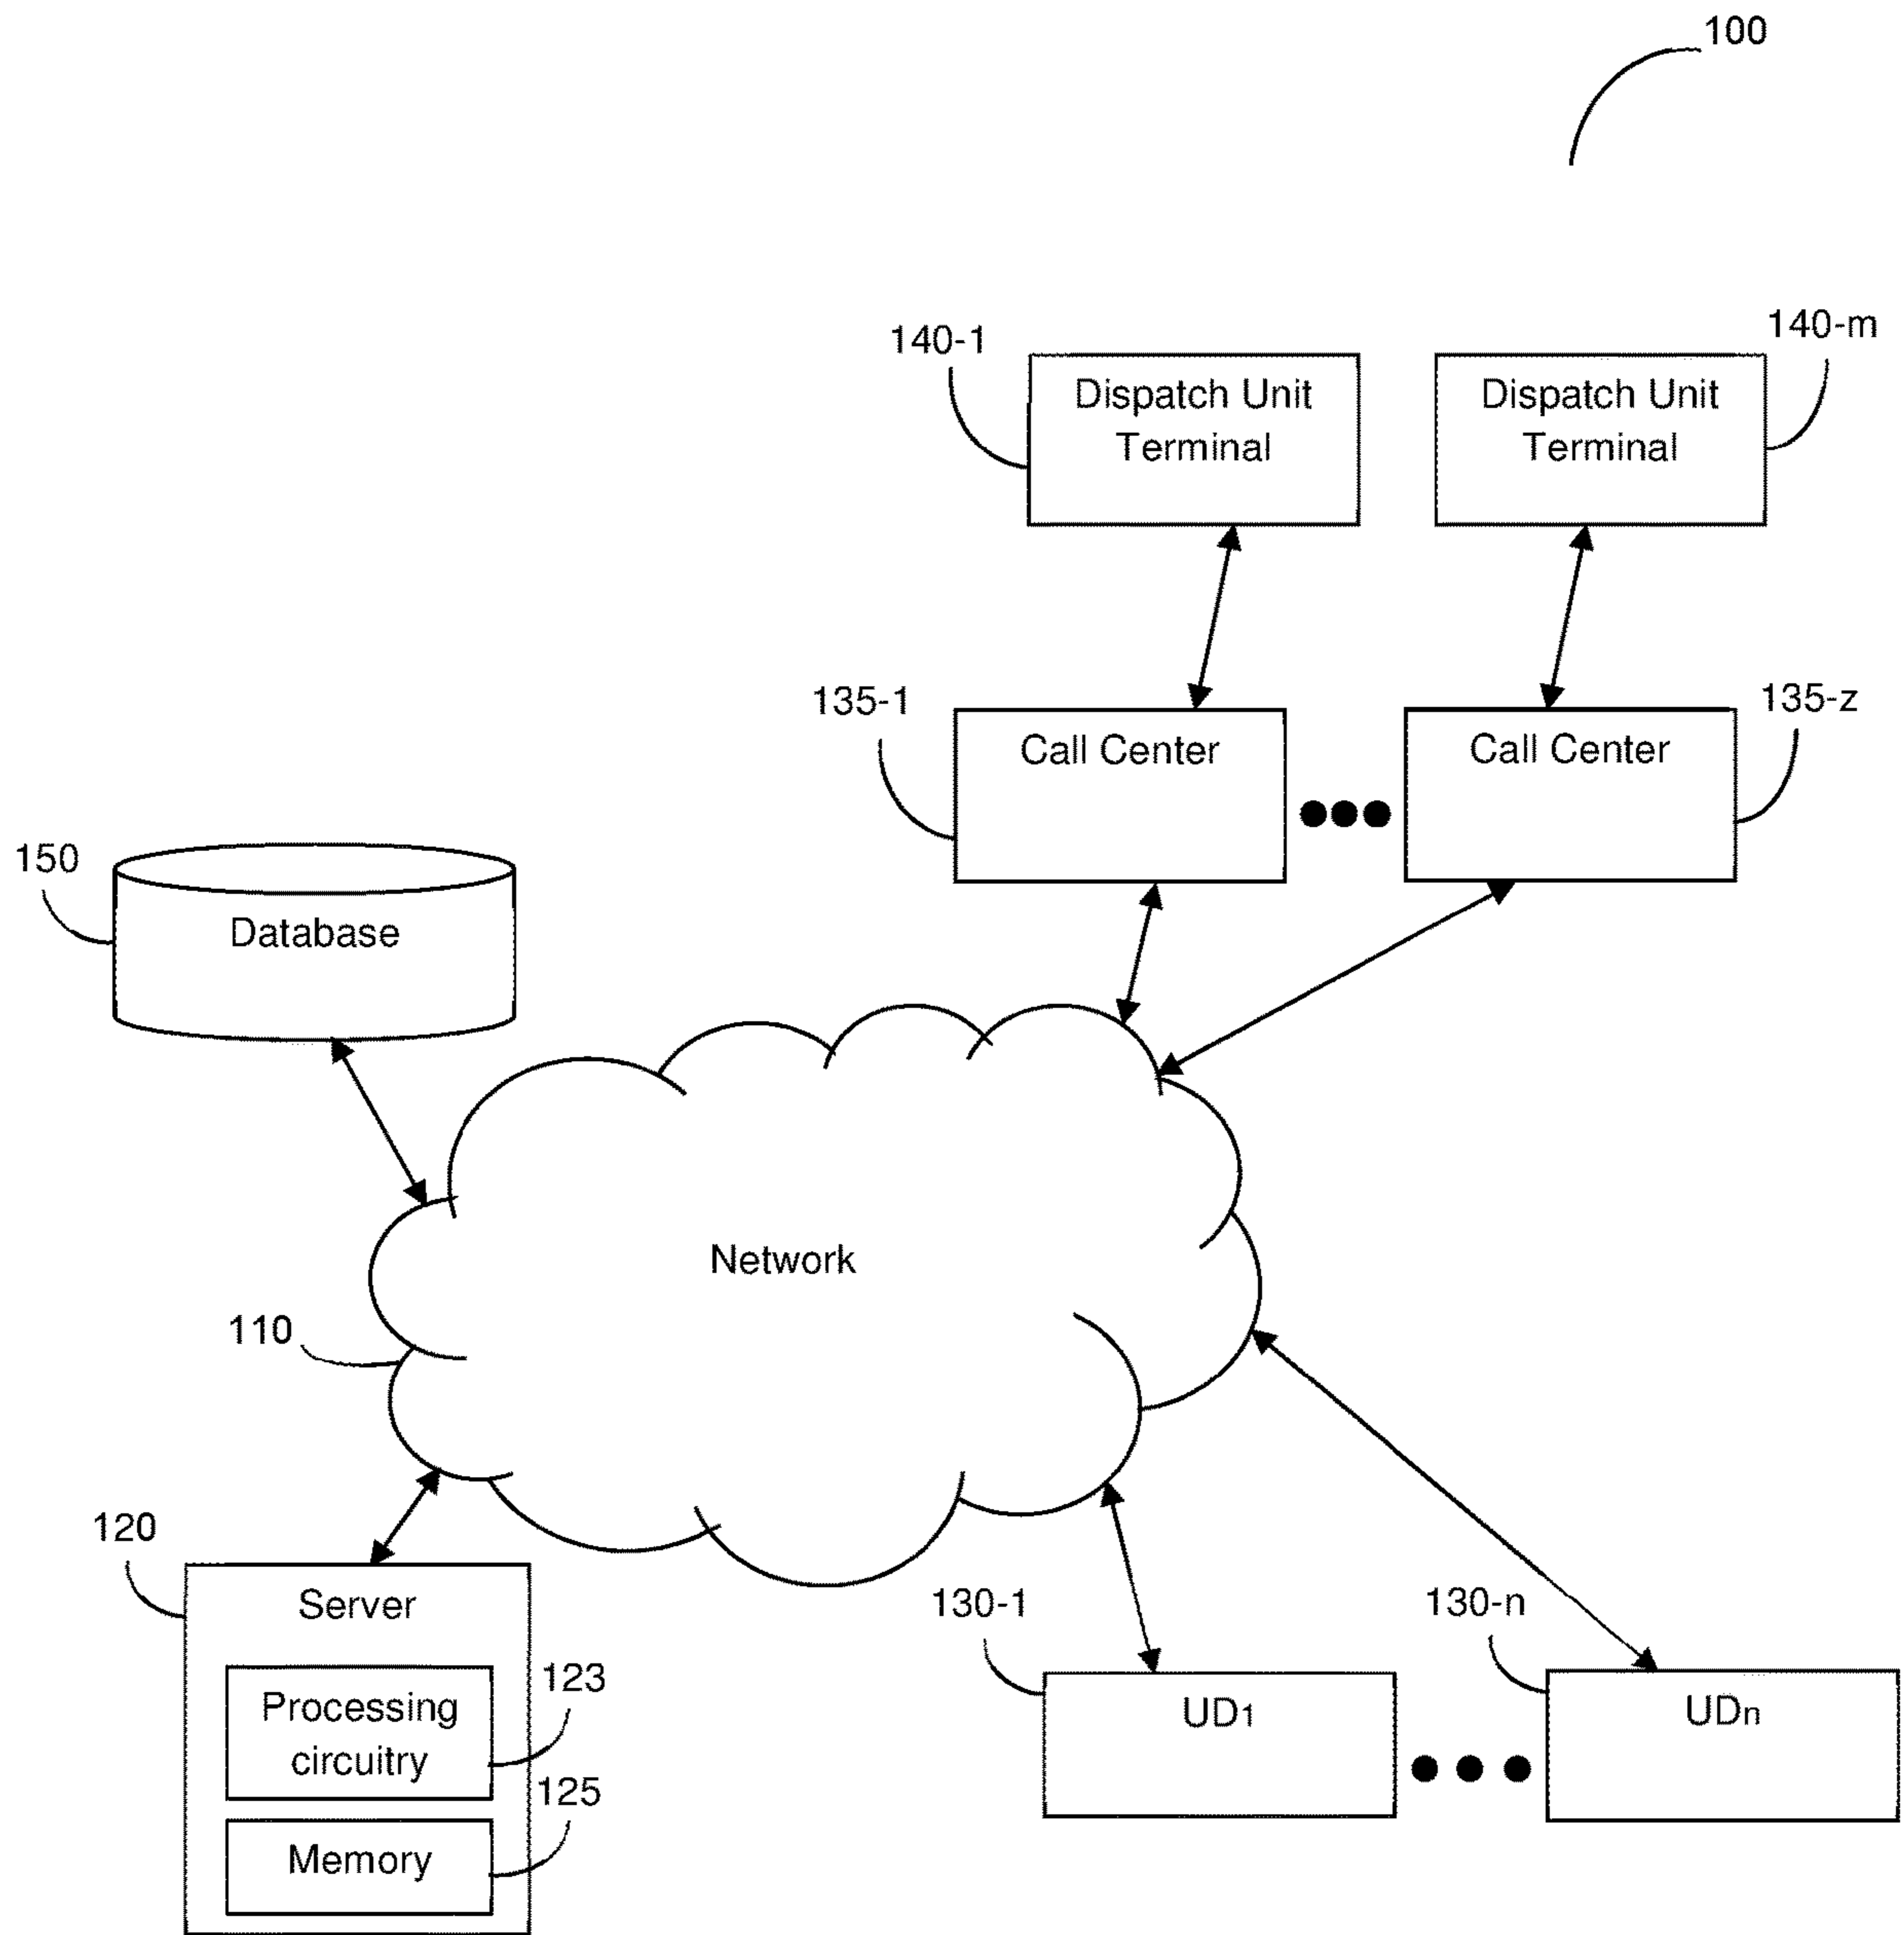 100
140-1
140-m
Dispatch Unit
Terminal
Dispatch Unit
Terminal
135-1
135-z
Call Center
Call Center
150
Database
Network
110
120
Server
130-1
130-n
Processing
circuitry
123
UD1
UDn
125
Memory